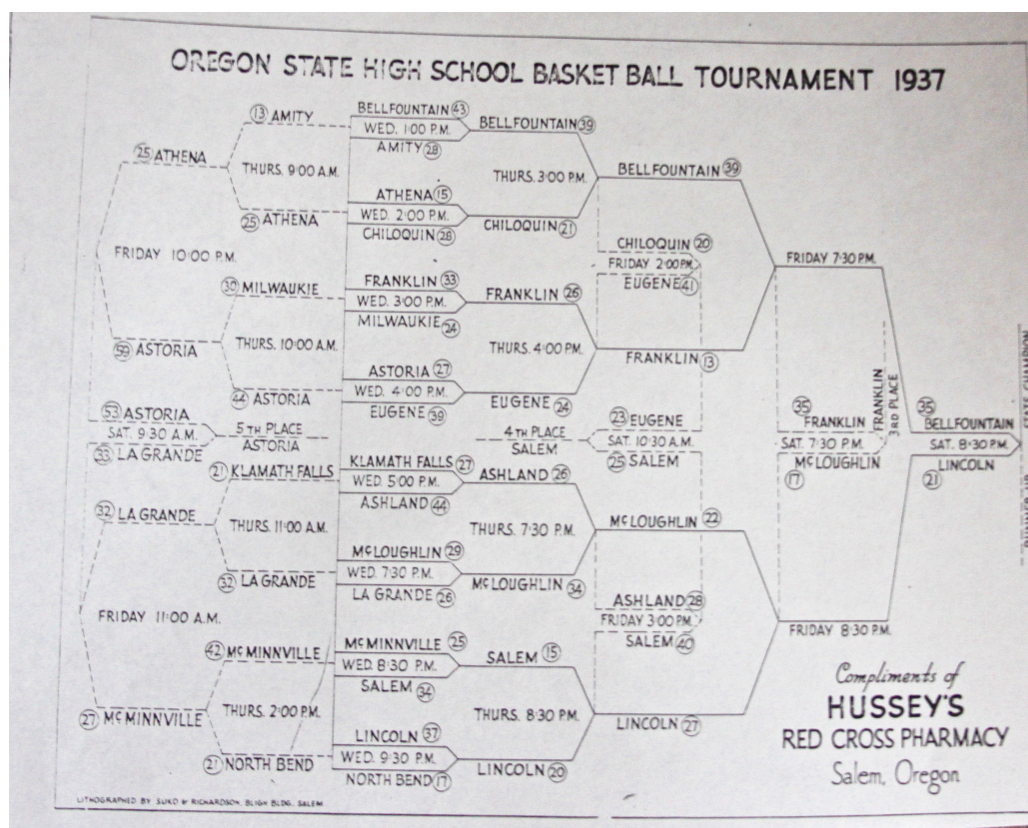 OREGON STATE HIGH SCHOOL BASKET BALL TOURNAMENT 1937
13 AMITY
25 ATHENA
THURS. 9:00 A.M.
25 ATHENA
FRIDAY 10:00 P.M.
30 MILWAUKIE
59 ASTORIA
THURS. 10:00 A.M.
44 ASTORIA
53 ASTORIA
SAT. 9:30 A.M.
33 LA GRANDE
5TH PLACE
ASTORIA
21 KLAMATH FALLS
32 LA GRANDE
THURS. 11:00 A.M.
32 LA GRANDE
FRIDAY 11:00 A.M.
42 McMINNVILLE
27 McMINNVILLE
THURS. 2:00 P.M.
21 NORTH BEND
BELLFOUNTAIN 43
WED. 1:00 P.M.
AMITY 28
ATHENA 15
WED. 2:00 P.M.
CHILOQUIN 28
FRANKLIN 33
WED. 3:00 P.M.
MILWAUKIE 24
ASTORIA 27
WED. 4:00 P.M.
EUGENE 39
KLAMATH FALLS 27
WED. 5:00 P.M.
ASHLAND 44
McLOUGHLIN 29
WED. 7:30 P.M.
LA GRANDE 26
McMINNVILLE 25
WED. 8:30 P.M.
SALEM 34
LINCOLN 37
WED. 9:30 P.M.
NORTH BEND 17
BELLFOUNTAIN 39
THURS. 3:00 P.M.
CHILOQUIN 21
FRANKLIN 26
THURS. 4:00 P.M.
EUGENE 24
4TH PLACE
SALEM
ASHLAND 26
THURS. 7:30 P.M.
McLOUGHLIN 34
SALEM 15
THURS. 8:30 P.M.
LINCOLN 20
BELLFOUNTAIN 39
CHILOQUIN 20
FRIDAY 2:00 P.M.
EUGENE 41
FRANKLIN 13
23 EUGENE
SAT. 10:30 A.M.
25 SALEM
McLOUGHLIN 22
ASHLAND 28
FRIDAY 3:00 P.M.
SALEM 40
LINCOLN 27
FRIDAY 7:30 P.M.
35
FRANKLIN
SAT. 7:30 P.M.
McLOUGHLIN
17
FRANKLIN
3RD PLACE
FRIDAY 8:30 P.M.
35
BELLFOUNTAIN
SAT. 8:30 P.M.
LINCOLN
21
Compliments of
HUSSEY'S
RED CROSS PHARMACY
Salem, Oregon
LITHOGRAPHED BY SUKO & RICHARDSON, BLIGH BLDG. SALEM